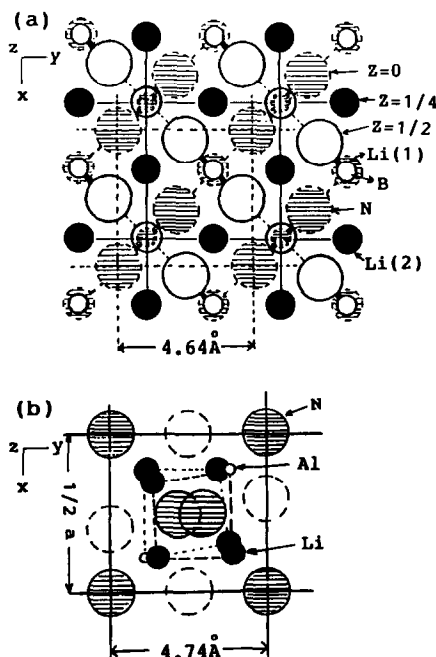 (a)
z
y
x
Z=0
Z=1/4
Z=1/2
Li(1)
B
N
Li(2)
4.64Å
(b)
N
z
y
x
Al
1/2 a
Li
4.74Å